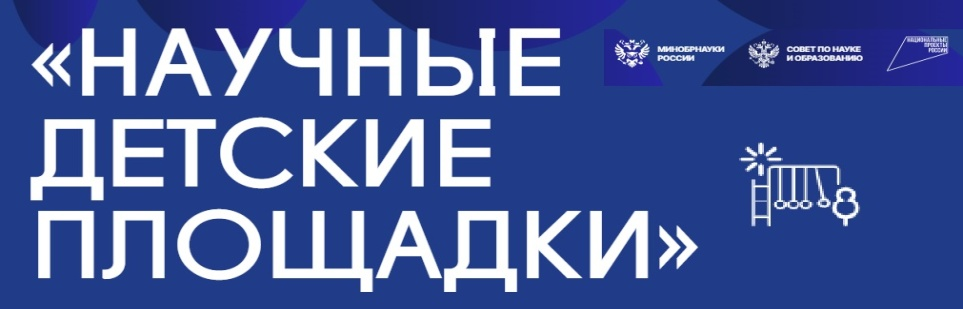 «НАУЧНЫЕ
ДЕТСКИЕ
ПЛОЩАДКИ»
МИНОБРНАУКИ
РОССИИ
СОВЕТ ПО НАУКЕ
И ОБРАЗОВАНИЮ
НАЦИОНАЛЬНЫЕ
ПРОЕКТЫ
РОССИИ